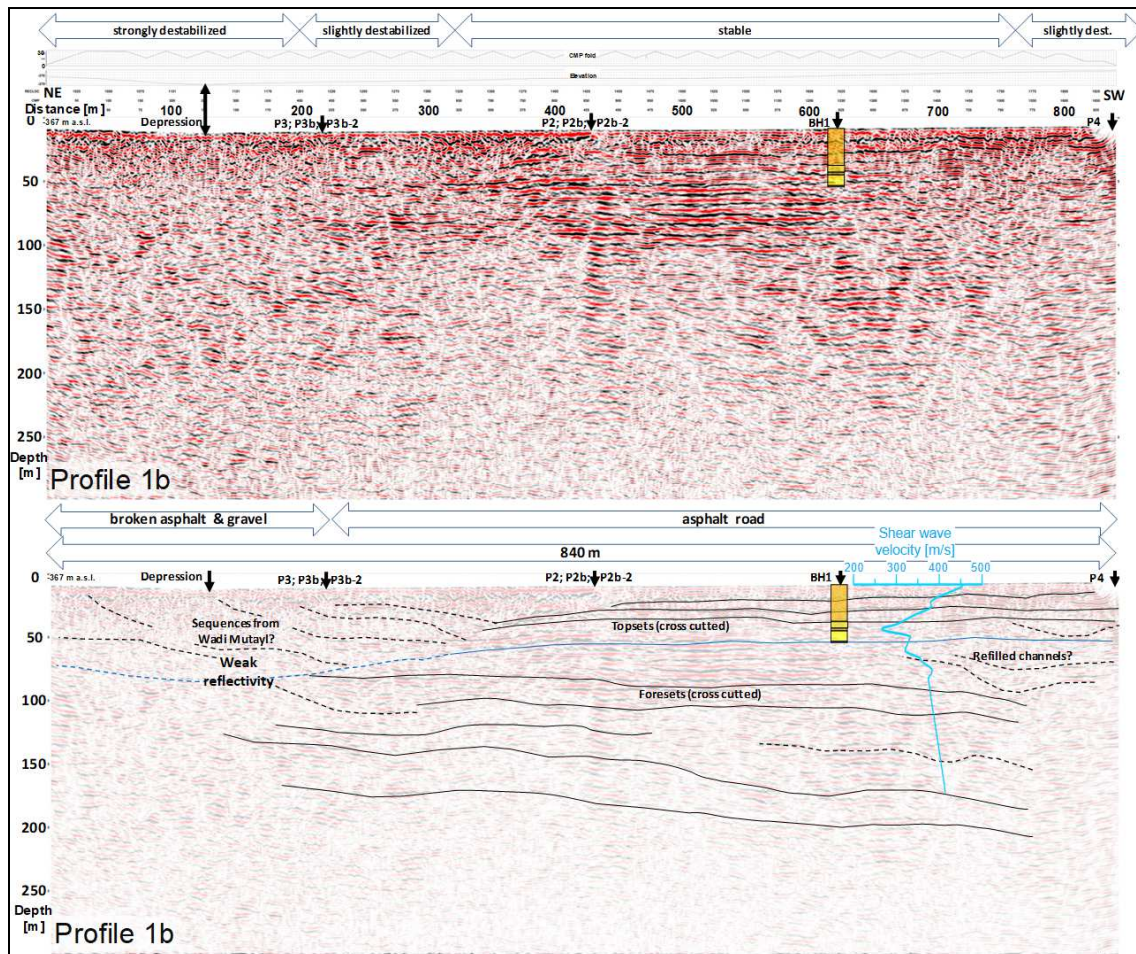 strongly destabilized slightly destabilized stable slightly dest.
CMP fold
Elevation
NE
SW
Distance [m] 100 200 300 400 500 600 700 800
0 -367 m a.s.l. Depression P3; P3b; P3b-2 P2; P2b; P2b-2 BH1 P4
50
100
150
200
250
Depth
[m]
Profile 1b
broken asphalt & gravel asphalt road
840 m
Shear wave
velocity [m/s]
200 300 400 500
0 -367 m a.s.l. Depression P3; P3b; P3b-2 P2; P2b; P2b-2 BH1 P4
Sequences from
Wadi Mutayl?
Topsets (cross cutted)
50
Weak
reflectivity
Refilled channels?
Foresets (cross cutted)
100
150
200
250
Depth
[m]
Profile 1b